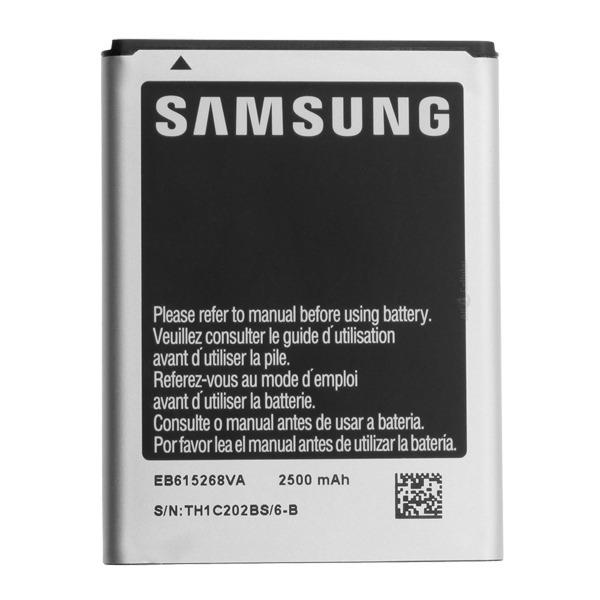 SAMSUNG
Please refer to manual before using battery.
Veuillez consulter le guide d´utilisation
avant d´utiliser la pile.
Referez-vous au mode d´emploi
avant d´utiliser la batterie.
Consulte o manual antes de usar a bateria.
Por favor lea el manual antes de utilizar la batería.
EB615268VA 2500 mAh
S/N:TH1C202BS/6-B